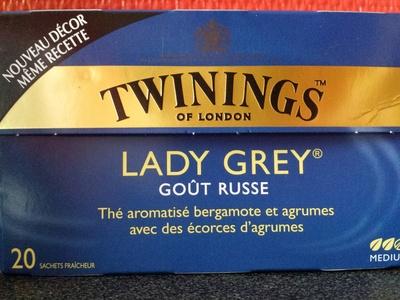 NOUVEAU DÉCOR
MÊME RECETTE
TWININGS
OF LONDON
LADY GREY®
GOÛT RUSSE
Thé aromatisé bergamote et agrumes
avec des écorces d'agrumes
20 SACHETS FRAÎCHEUR